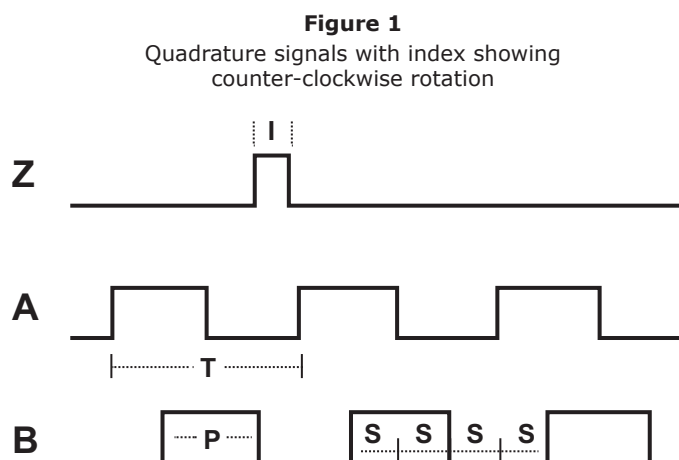 Figure 1
Quadrature signals with index showing
counter-clockwise rotation
I
Z
A
T
B
P
S S S S